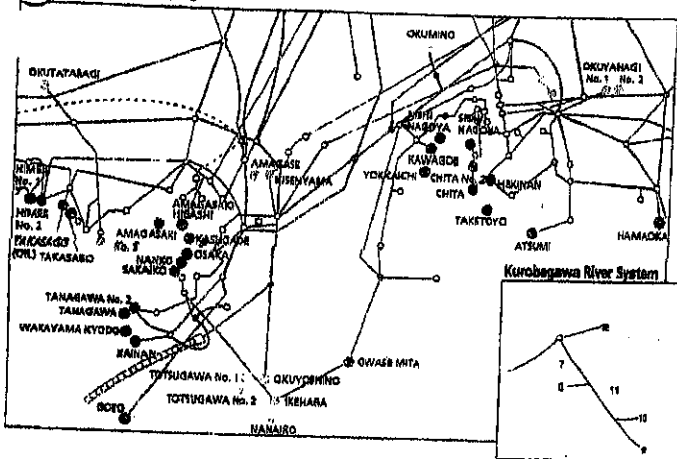 OKUMINO
OKUTATARAGI
OKUYANAGI
No. 1 No. 2
NISHI
NAGOYA
NAGOYA
KAWAGOE
YOKKAICHI
CHITA No. 2
CHITA
HEKINAN
TAKETOYO
ATSUMI
HAMAOKA
AMAGASE
KISENYAMA
HIMEJI
No. 1
HIMEJI
No. 2
TAKASAGO
(OIL)
TAKASAGO
AMAGASAKI
HIGASHI
AMAGASAKI
No. 3
KASUGADE
OSAKA
NANKO
SAKAIKO
TANAGAWA No. 2
TANAGAWA
WAKAYAMA KYODO
KAINAN
GOBO
TOTSUGAWA No. 1
OKUYOSHINO
TOTSUGAWA No. 2
IKEHARA
NANAIRO
OWASE MITA
Kurobegawa River System
7
8
11
10
9